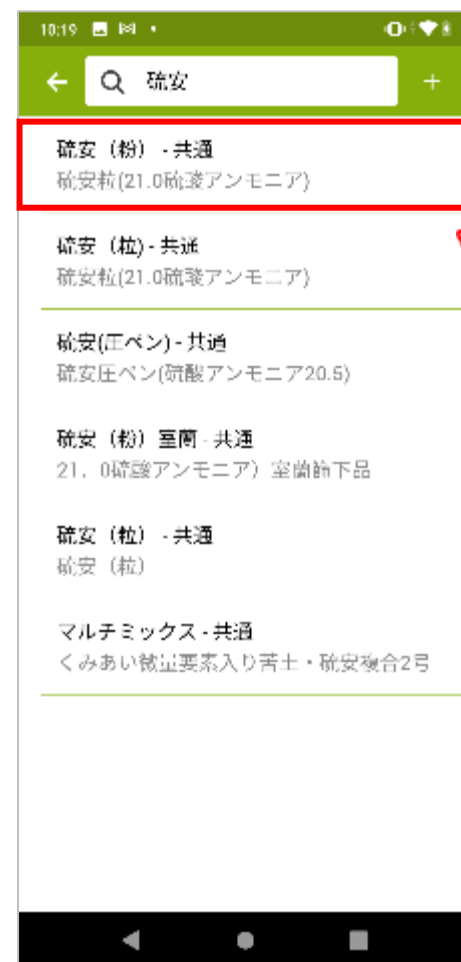 10:19
硫安
硫安（粉） - 共通
硫安粒(21.0硫酸アンモニア)
硫安（粒) - 共通
硫安粒(21.0硫酸アンモニア)
硫安(圧ペン) - 共通
硫安圧ペン(硫酸アンモニア20.5)
硫安（粉）室蘭 - 共通
21．0硫酸アンモニア）室蘭篩下品
硫安（粒） - 共通
硫安（粒）
マルチミックス - 共通
くみあい微量要素入り苦土・硫安複合2号